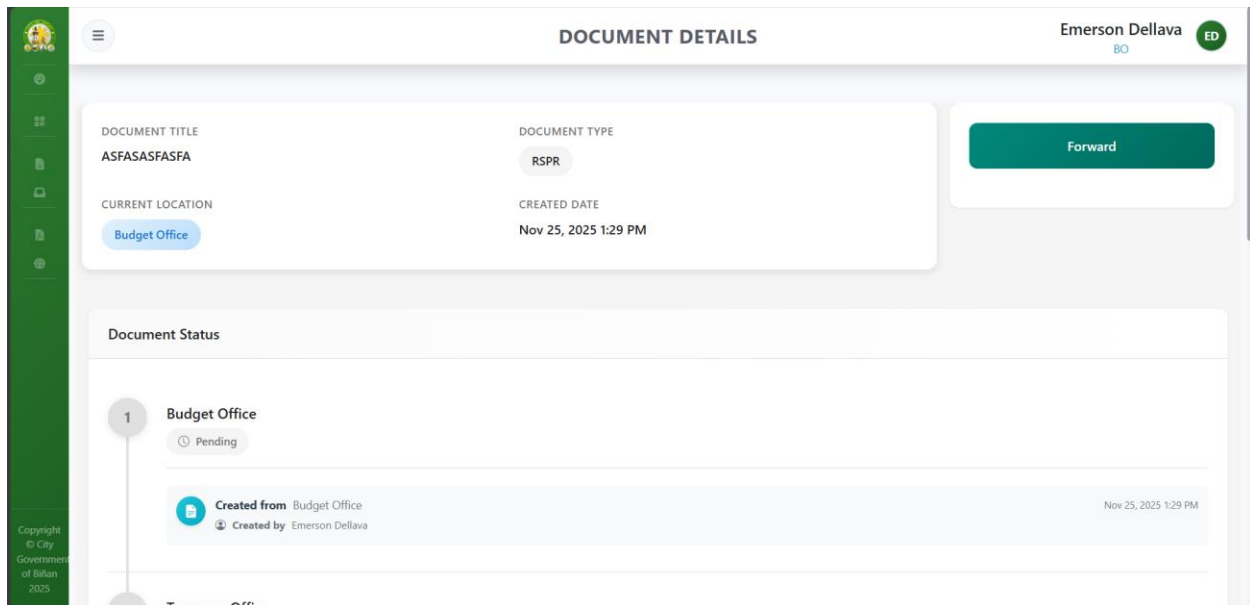 DOCUMENT DETAILS
Emerson Dellava
BO
ED
DOCUMENT TITLE
ASFASASFASFA
DOCUMENT TYPE
RSPR
CURRENT LOCATION
Budget Office
CREATED DATE
Nov 25, 2025 1:29 PM
Forward
Document Status
1
Budget Office
Pending
Created from Budget Office
Nov 25, 2025 1:29 PM
Created by Emerson Dellava
Copyright
© City
Government
of Biñan
2025